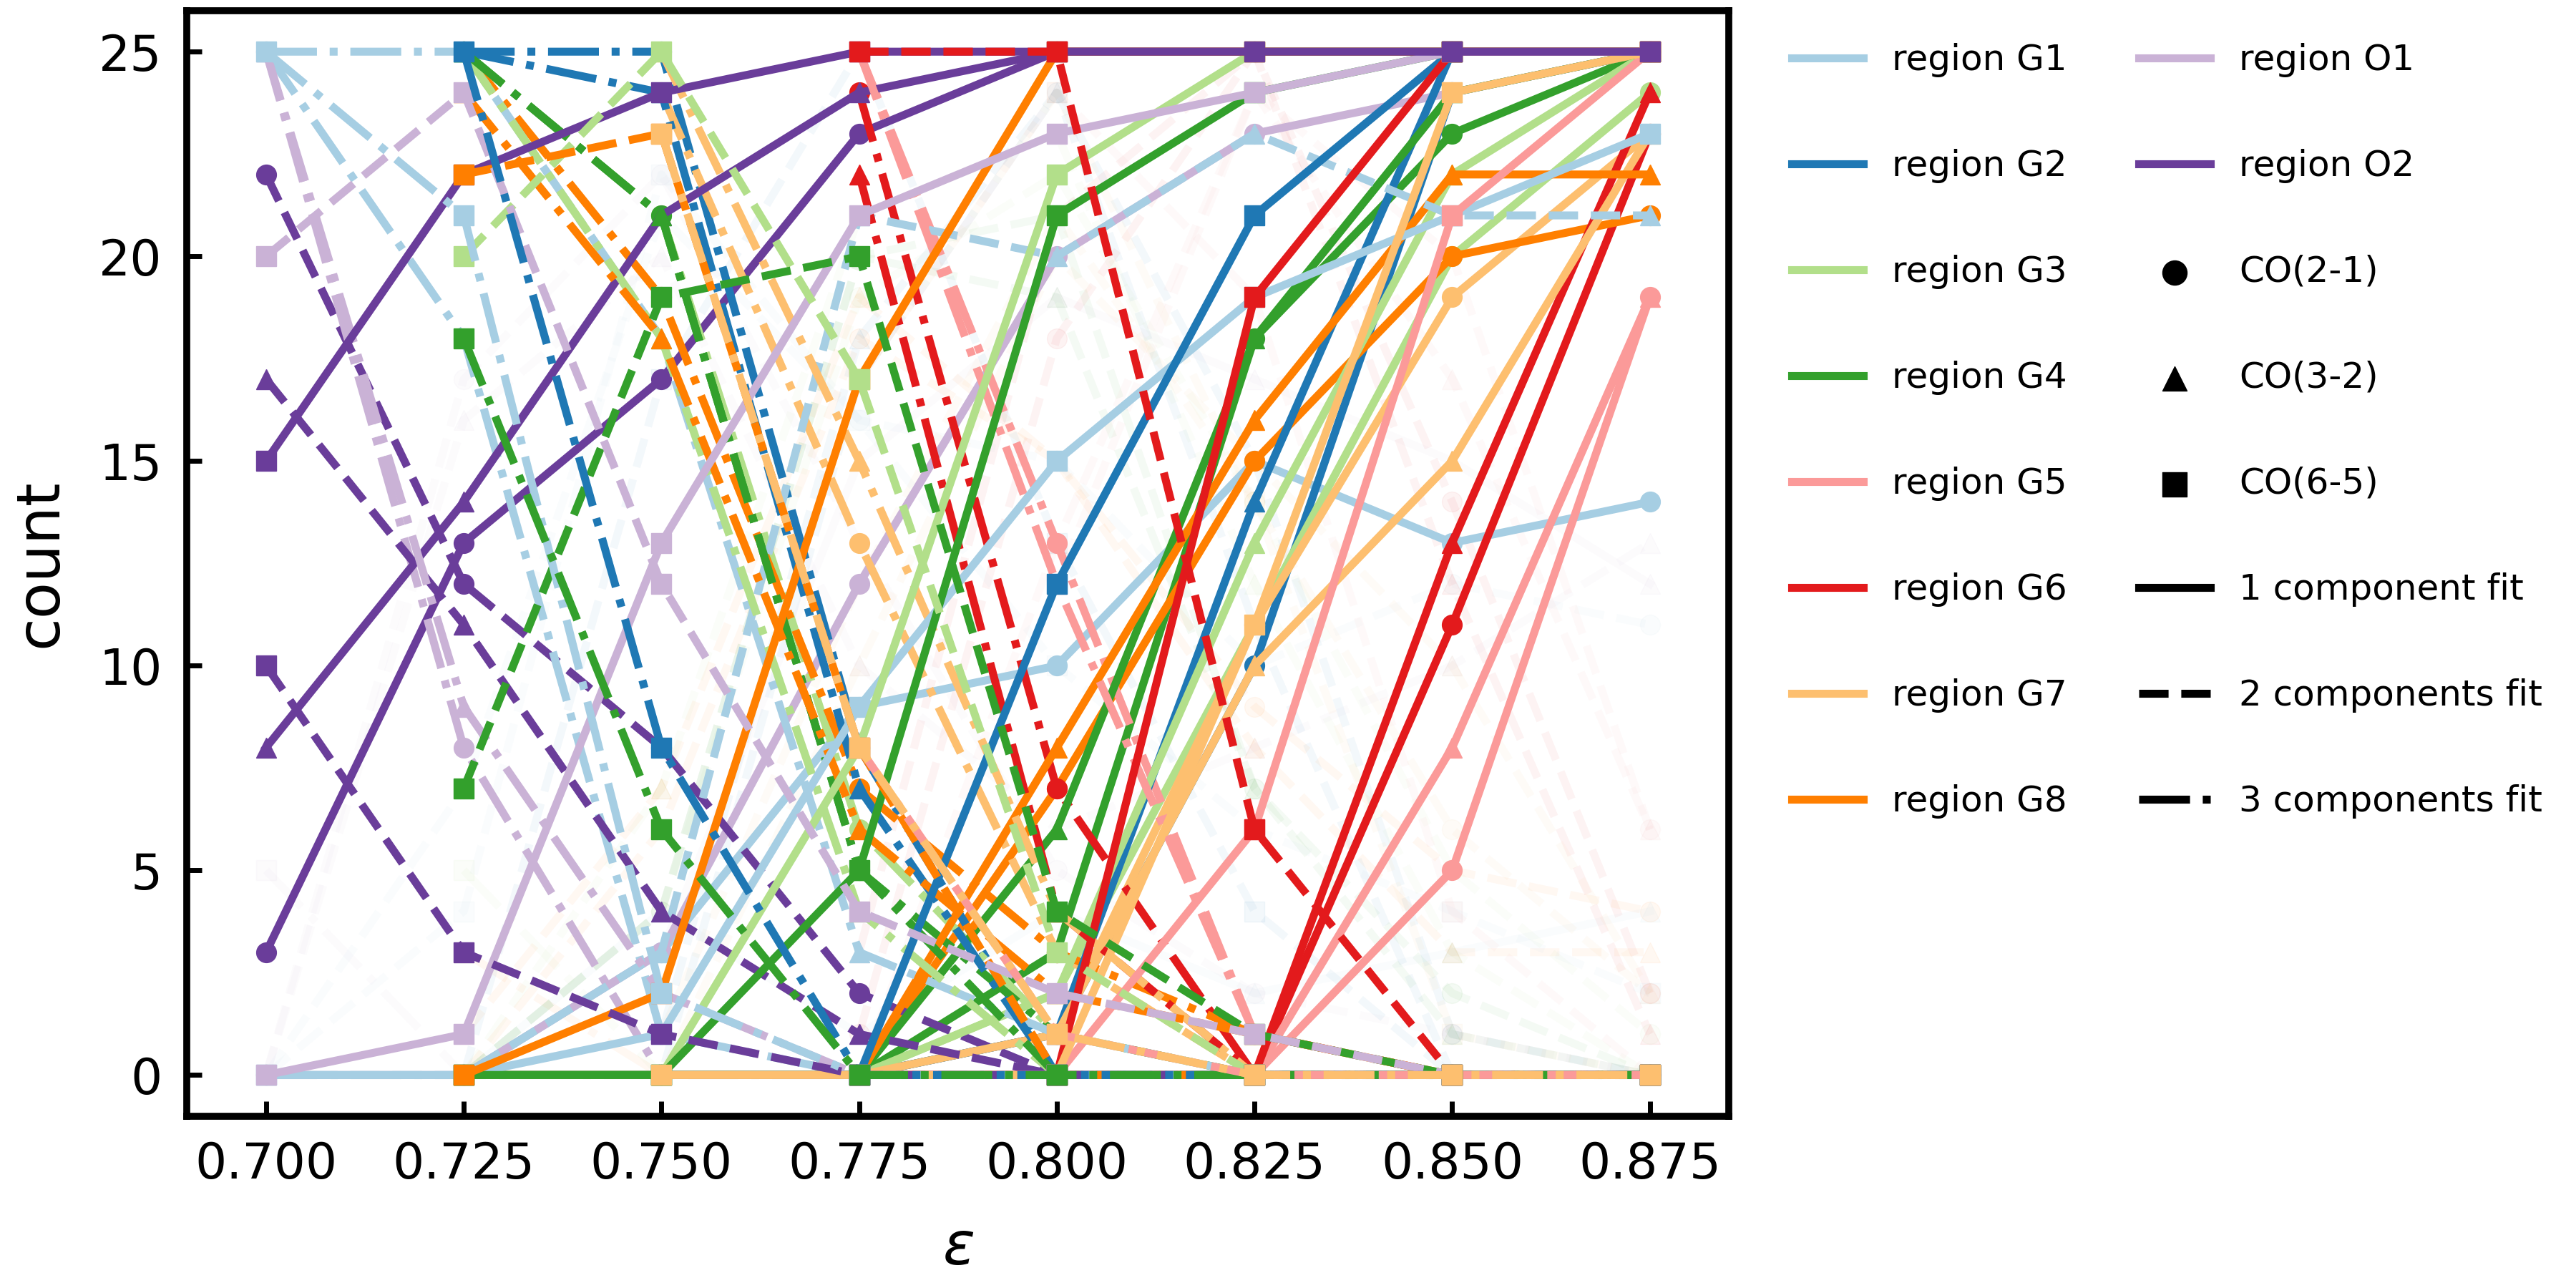 25
20
15
10
5
0
count
0.700 0.725 0.750 0.775 0.800 0.825 0.850 0.875
ε
region G1
region G2
region G3
region G4
region G5
region G6
region G7
region G8
region O1
region O2
CO(2-1)
CO(3-2)
CO(6-5)
1 component fit
2 components fit
3 components fit